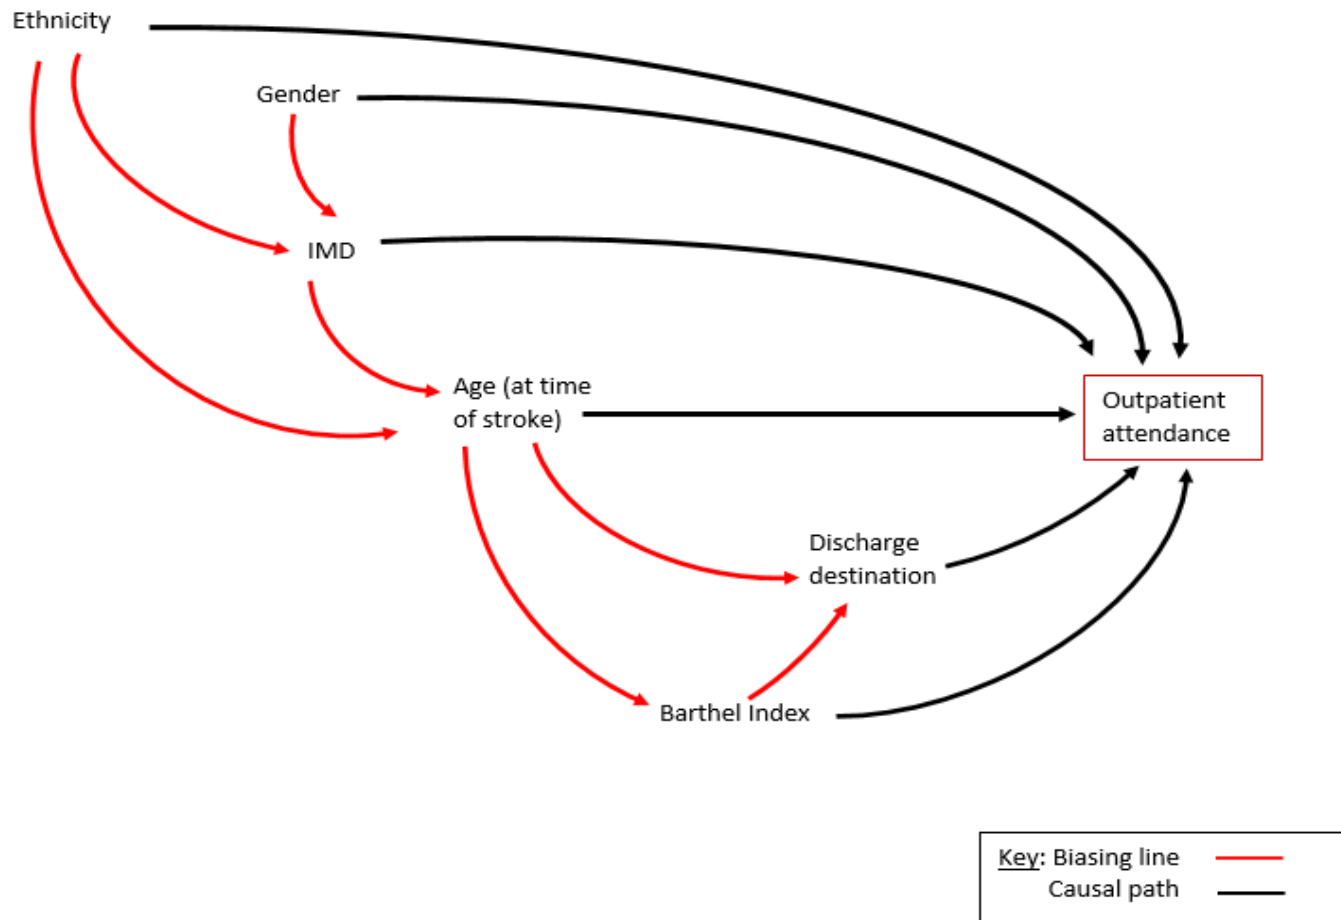 Ethnicity
Gender
IMD
Age (at time
of stroke)
Outpatient
attendance
Discharge
destination
Barthel Index
Key: Biasing line
Causal path